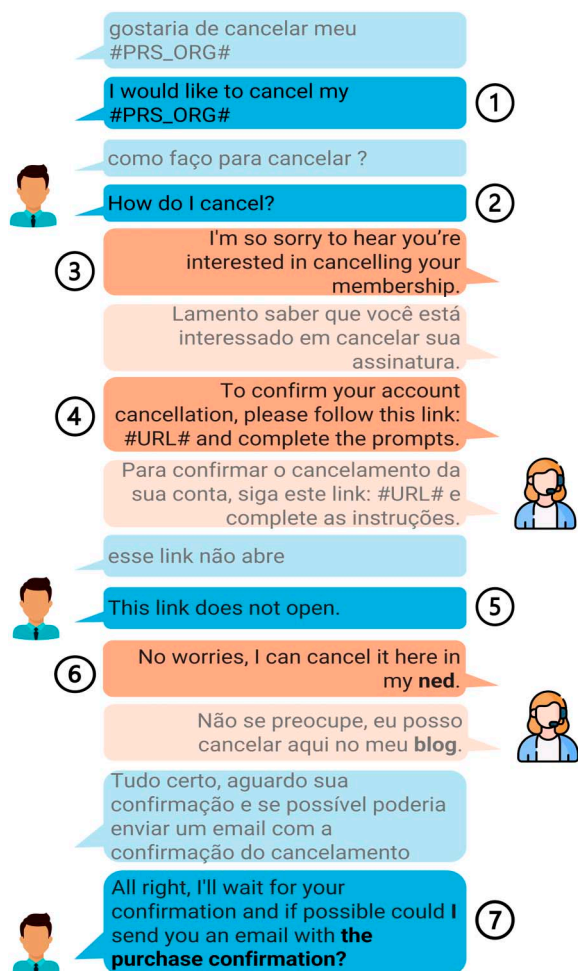 gostaria de cancelar meu
#PRS_ORG#
I would like to cancel my
#PRS_ORG#
1
como faço para cancelar ?
How do I cancel?
2
3
I'm so sorry to hear you’re
interested in cancelling your
membership.
Lamento saber que você está
interessado em cancelar sua
assinatura.
4
To confirm your account
cancellation, please follow this link:
#URL# and complete the prompts.
Para confirmar o cancelamento da
sua conta, siga este link: #URL# e
complete as instruções.
esse link não abre
This link does not open.
5
6
No worries, I can cancel it here in
my ned.
Não se preocupe, eu posso
cancelar aqui no meu blog.
Tudo certo, aguardo sua
confirmação e se possível poderia
enviar um email com a
confirmação do cancelamento
All right, I'll wait for your
confirmation and if possible could I
send you an email with the
purchase confirmation?
7